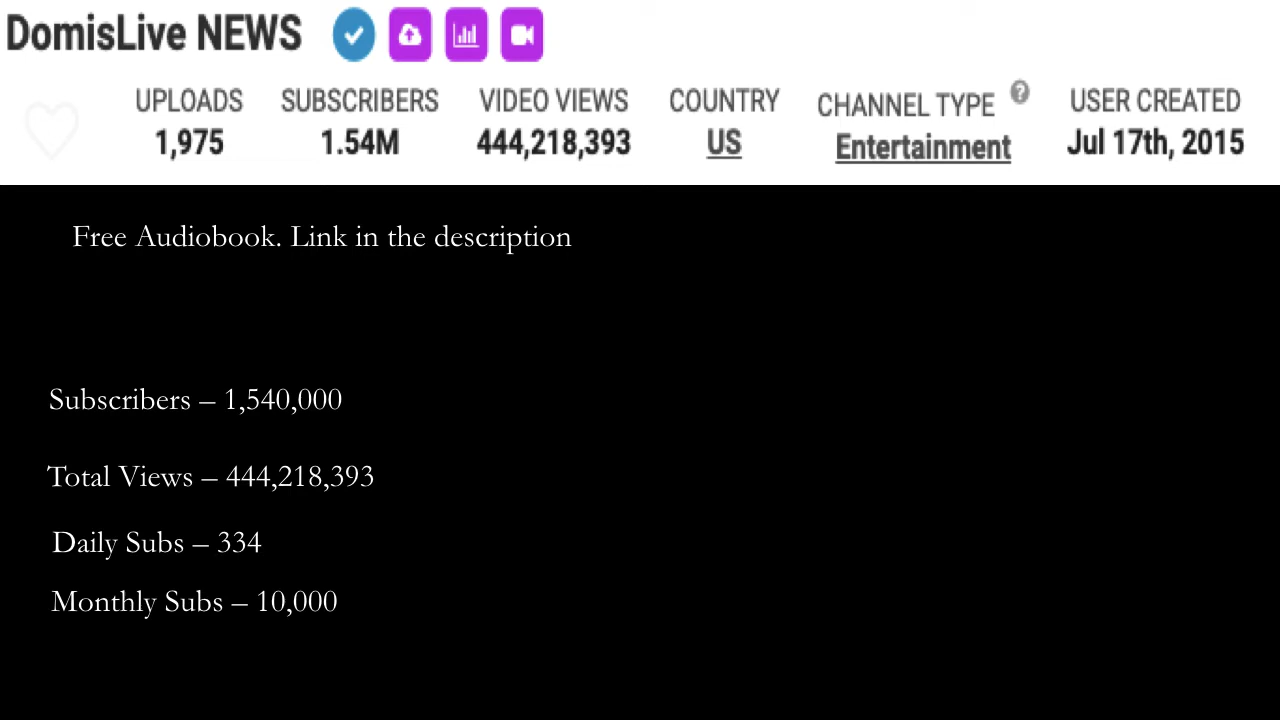 DomisLive NEWS
UPLOADS SUBSCRIBERS VIDEO VIEWS COUNTRY CHANNEL TYPE ? USER CREATED
1,975 1.54M 444,218,393 US Entertainment Jul 17th, 2015
Free Audiobook. Link in the description
Subscribers – 1,540,000
Total Views – 444,218,393
Daily Subs – 334
Monthly Subs – 10,000